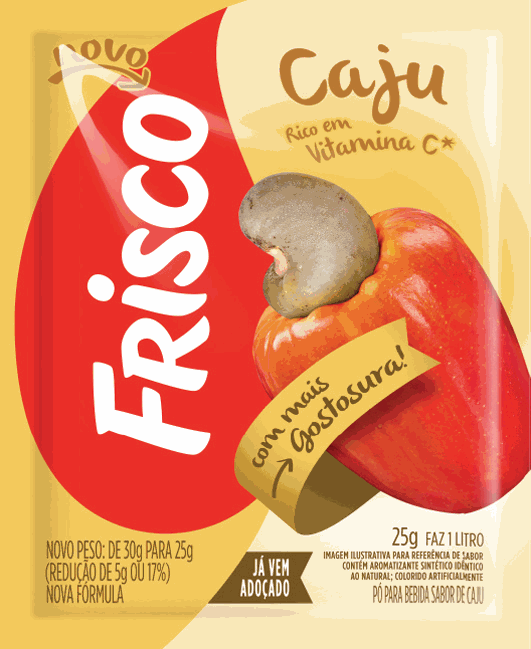 novo
Caju
Rico em
Vitamina C*
FRISCO
com mais
Gostosura!
NOVO PESO: DE 30g PARA 25g
(REDUÇÃO DE 5g OU 17%)
NOVA FÓRMULA
JÁ VEM
ADOÇADO
25g FAZ 1 LITRO
IMAGEM ILUSTRATIVA PARA REFERÊNCIA DE SABOR
CONTÉM AROMATIZANTE SINTÉTICO IDÊNTICO
AO NATURAL; COLORIDO ARTIFICIALMENTE
PÓ PARA BEBIDA SABOR DE CAJU